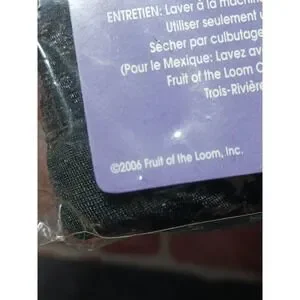 ENTRETIEN: Laver à la machine
Utiliser seulement u
Sécher par culbutage
(Pour le Mexique: Lavez av
Fruit of the Loom C
Trois-Rivière
©2006 Fruit of the Loom, Inc.